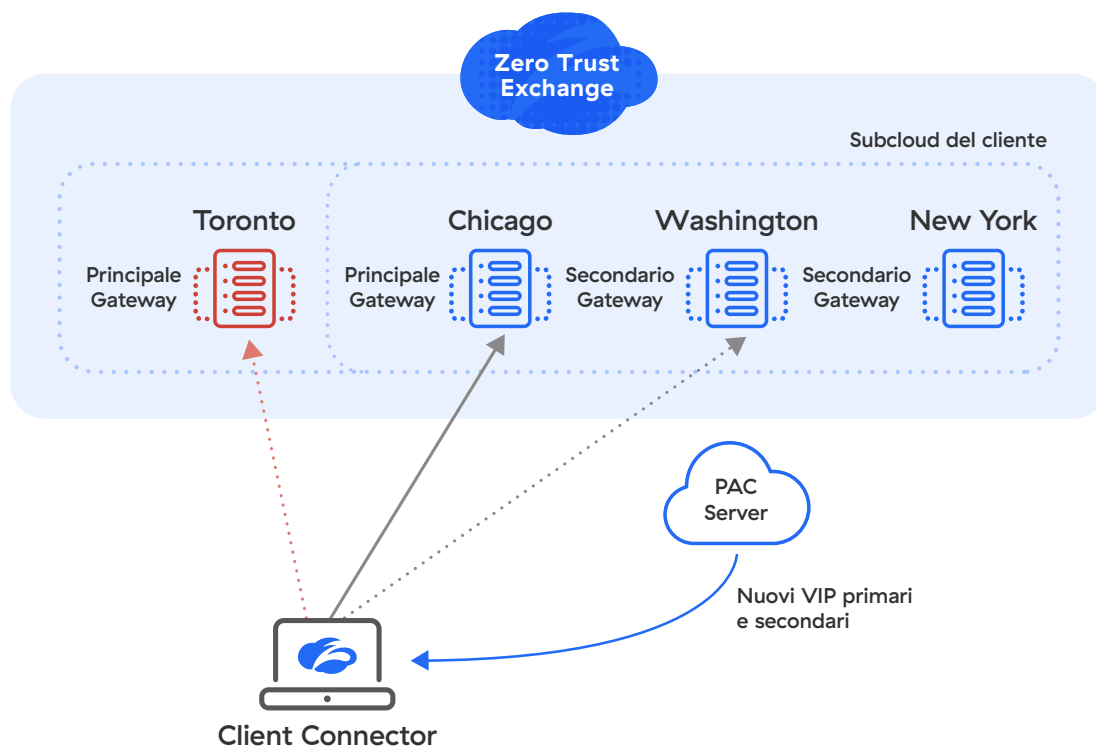 Zero Trust
Exchange
Subcloud del cliente
Toronto
Principale
Gateway
Chicago
Principale
Gateway
Washington
Secondario
Gateway
New York
Secondario
Gateway
PAC
Server
Nuovi VIP primari
e secondari
Client Connector